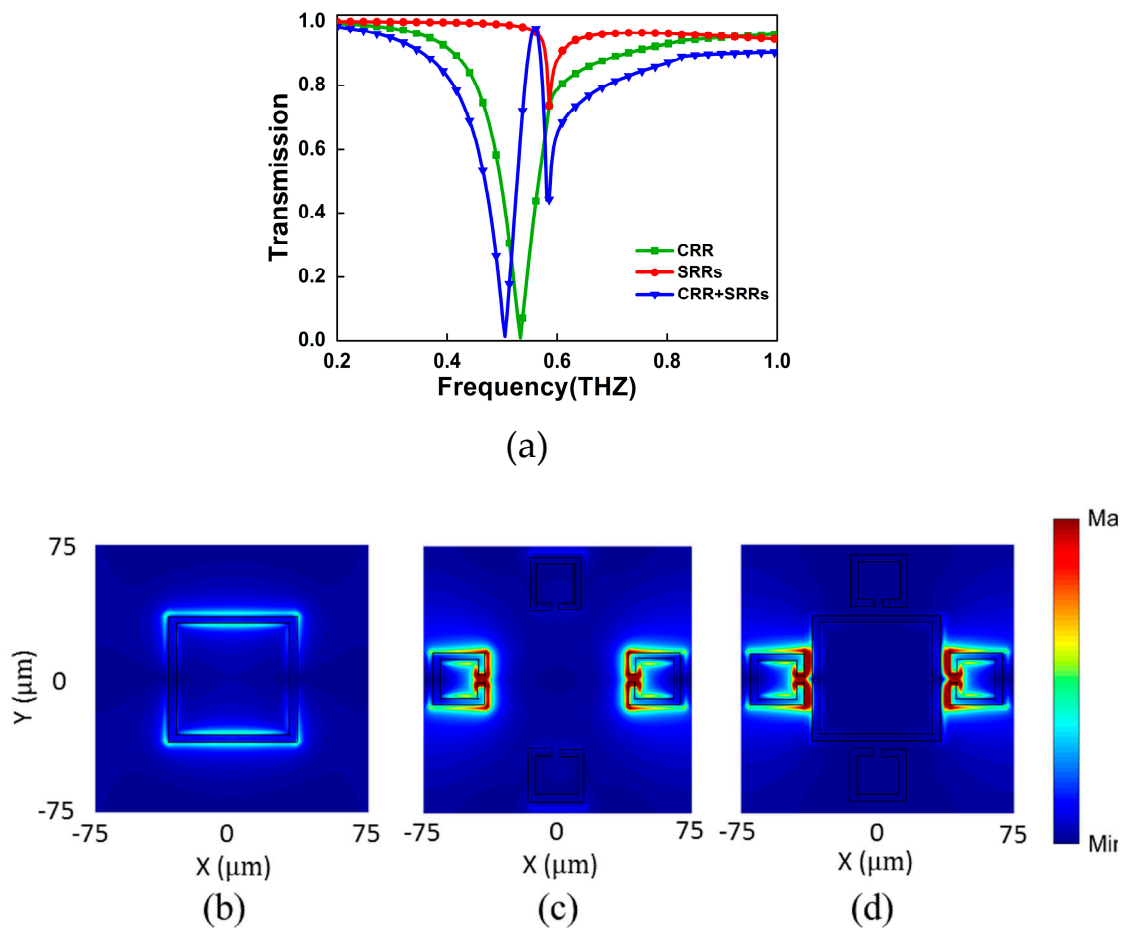 1.0
0.8
0.6
0.4
0.2
0.0
Transmission
CRR
SRRs
CRR+SRRs
0.2 0.4 0.6 0.8 1.0
Frequency(THZ)
(a)
75
0
-75
Y (μm)
-75 0 75
X (μm)
(b)
-75 0 75
X (μm)
(c)
-75 0 75
X (μm)
(d)
Ma
Mir